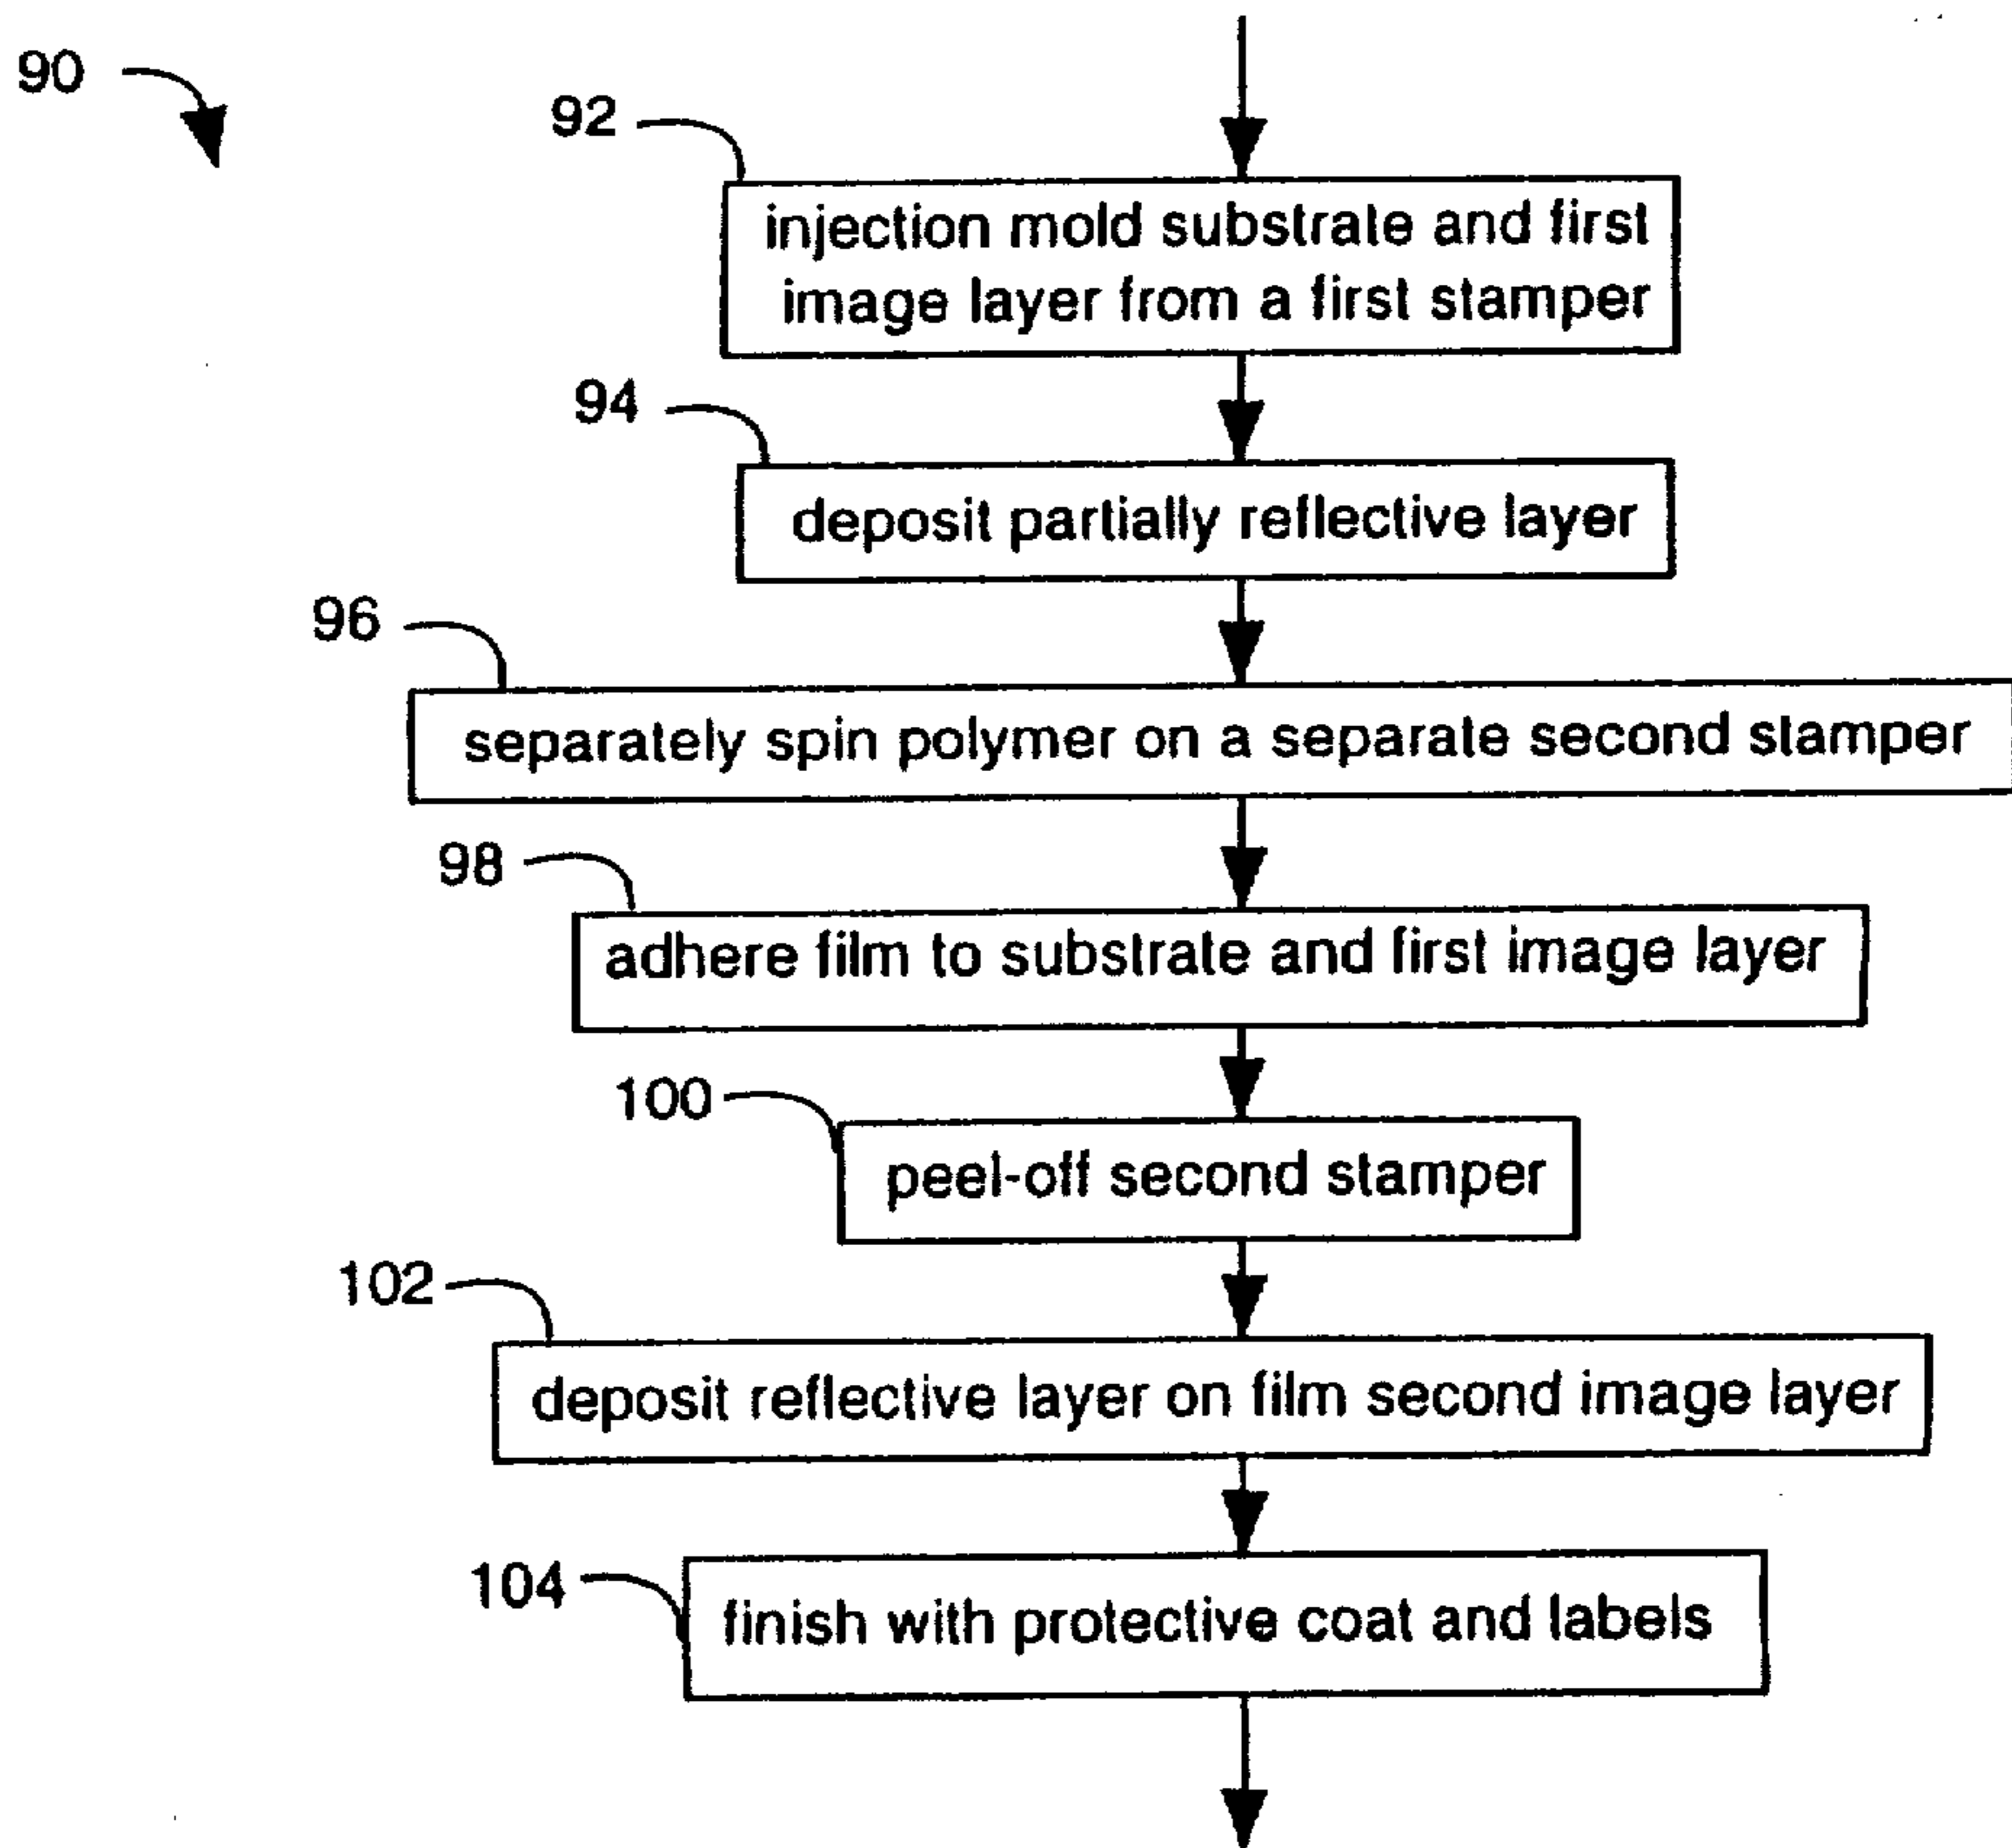 90
92
injection mold substrate and first
image layer from a first stamper
94
deposit partially reflective layer
96
separately spin polymer on a separate second stamper
98
adhere film to substrate and first image layer
100
peel-off second stamper
102
deposit reflective layer on film second image layer
104
finish with protective coat and labels